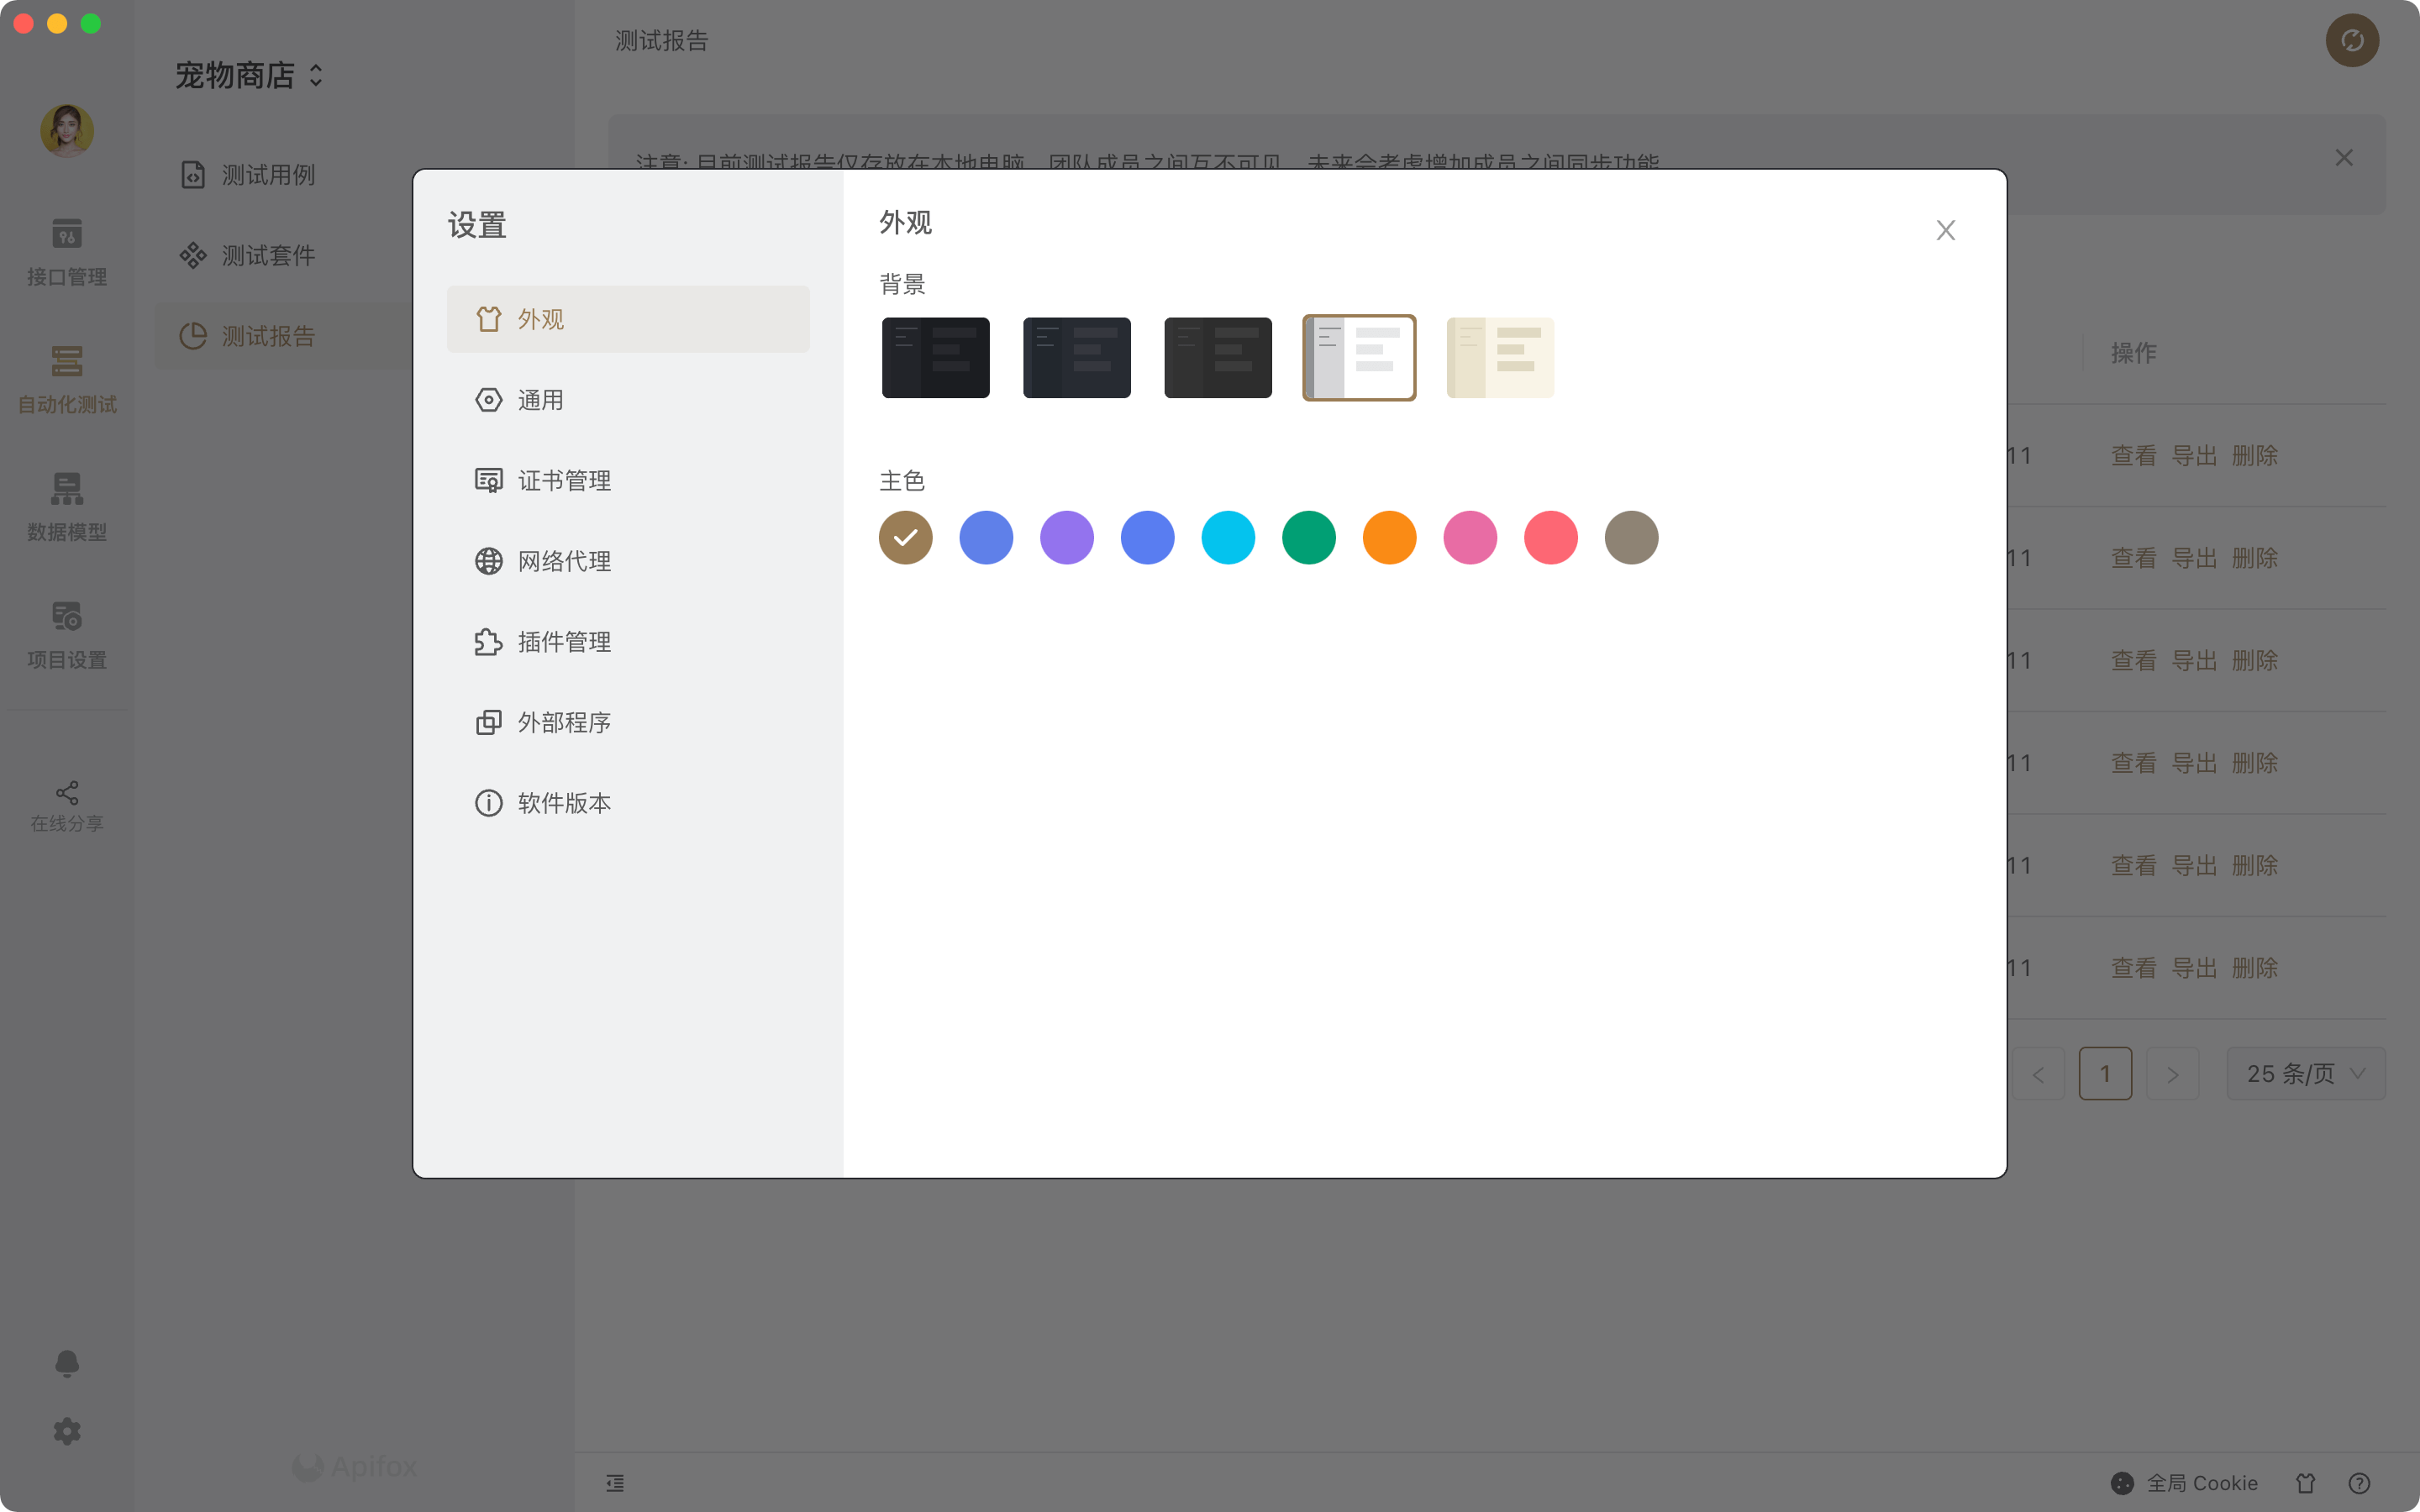 测试报告
宠物商店
注意: 目前测试报告仅存放在本地电脑, 团队成员之间互不可见, 未来会考虑增加成员之间同步功能
测试用例
测试套件
测试报告
接口管理
自动化测试
数据模型
项目设置
在线分享
设置
外观
通用
证书管理
网络代理
插件管理
外部程序
软件版本
外观
背景
主色
操作
11 查看 导出 删除
11 查看 导出 删除
11 查看 导出 删除
11 查看 导出 删除
11 查看 导出 删除
11 查看 导出 删除
1 25 条/页
Apifox
全局 Cookie